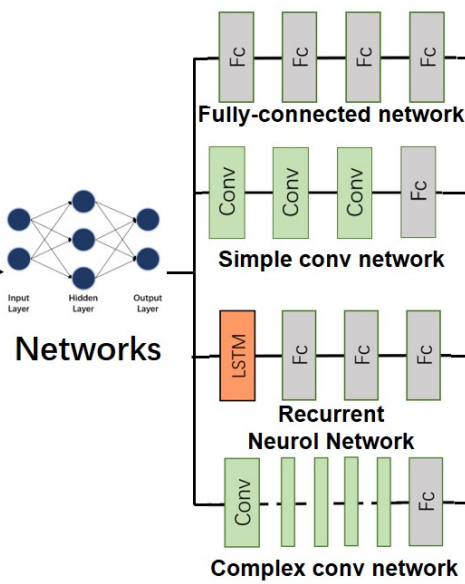 Fc Fc Fc Fc
Fully-connected network
Conv Conv Conv Fc
Simple conv network
Input Layer
Hidden Layer
Output Layer
Networks
LSTM Fc Fc Fc
Recurrent
Neurol Network
Conv Fc
Complex conv network